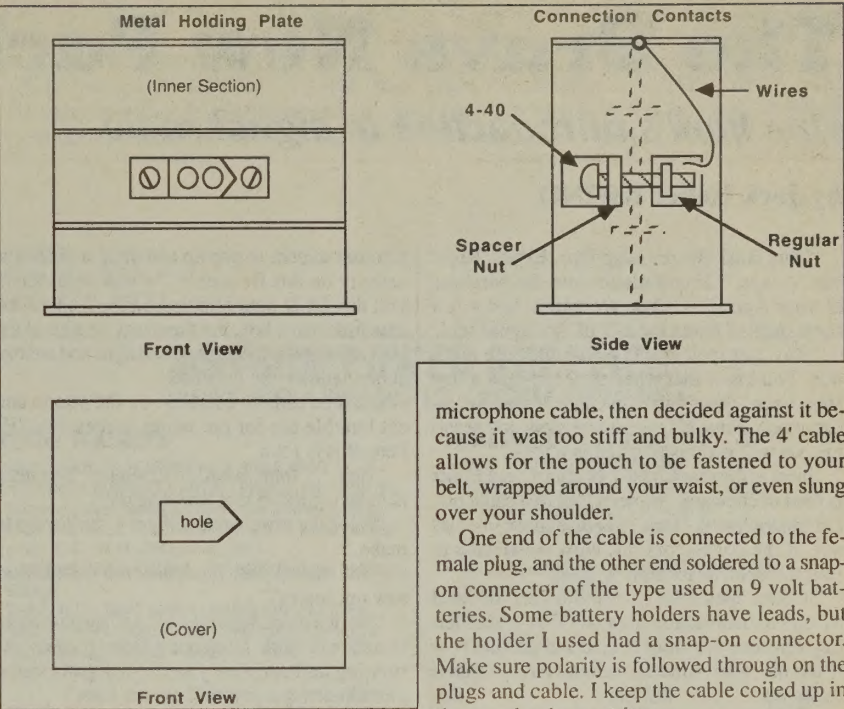 Metal Holding Plate
(Inner Section)
Front View
Connection Contacts
Wires
4-40
Spacer
Nut
Regular
Nut
Side View
hole
(Cover)
Front View
microphone cable, then decided against it be-
cause it was too stiff and bulky. The 4' cable
allows for the pouch to be fastened to your
belt, wrapped around your waist, or even slung
over your shoulder.
One end of the cable is connected to the fe-
male plug, and the other end soldered to a snap-
on connector of the type used on 9 volt bat-
teries. Some battery holders have leads, but
the holder I used had a snap-on connector.
Make sure polarity is followed through on the
plugs and cable. I keep the cable coiled up in